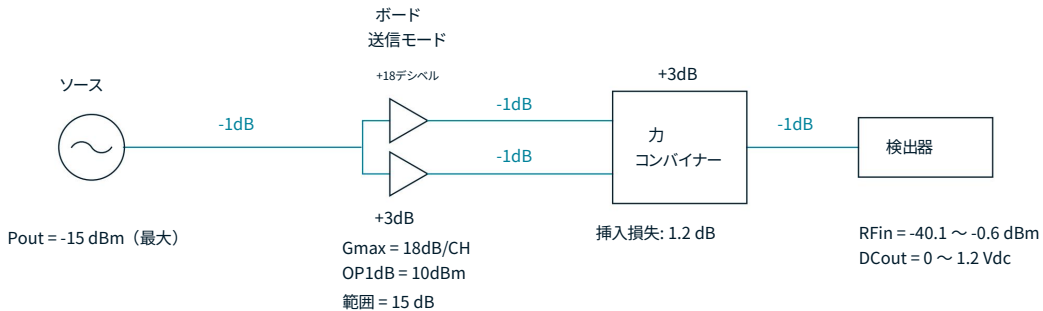 ボード
送信モード
+18デシベル
+3dB
ソース
-1dB
-1dB
-1dB
-1dB
力
コンバイナー
検出器
+3dB
Pout = -15 dBm（最大）
Gmax = 18dB/CH
OP1dB = 10dBm
範囲 = 15 dB
挿入損失: 1.2 dB
RFin = -40.1 ～ -0.6 dBm
DCout = 0 ～ 1.2 Vdc